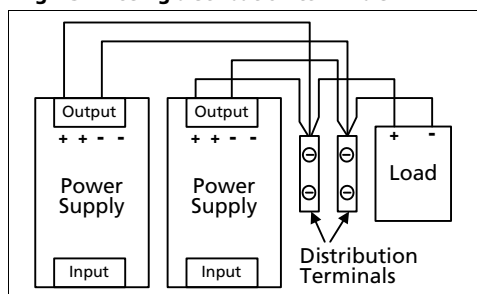 Output
+ + - -
Power
Supply
Input
Output
+ + - -
Power
Supply
Input
+ -
Load
Distribution
Terminals